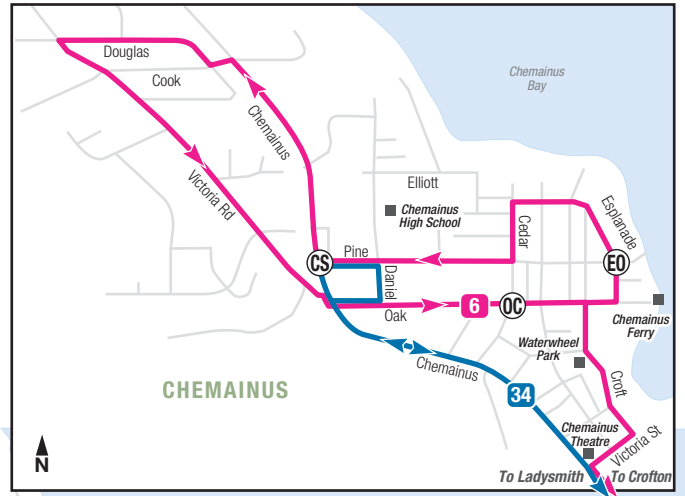 Douglas
Cook
Chemainus
Bay
Chemainus
Victoria Rd
Elliott
Chemainus
High School
Cedar
Esplanade
Pine
CS
EO
Daniel
6
OC
Oak
Chemainus
Ferry
Waterwheel
Park
Chemainus
CHEMAINUS
34
Croft
Chemainus
Theatre
Victoria St
N
To Ladysmith
To Crofton